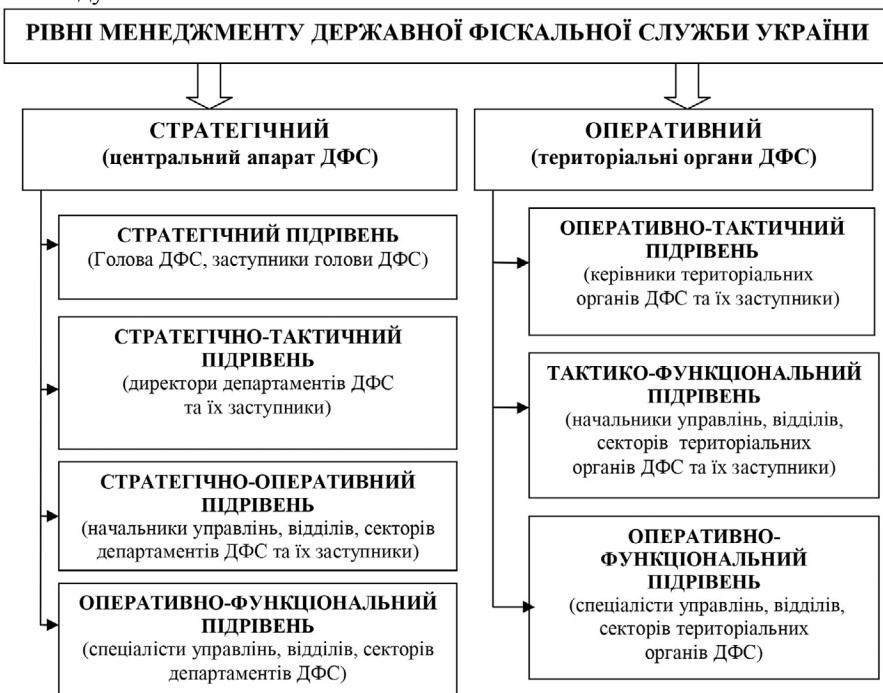 РІВНІ МЕНЕДЖМЕНТУ ДЕРЖАВНОЇ ФІСКАЛЬНОЇ СЛУЖБИ УКРАЇНИ
СТРАТЕГІЧНИЙ
(центральний апарат ДФС)
СТРАТЕГІЧНИЙ ПІДРІВЕНЬ
(Голова ДФС, заступники голови ДФС)
СТРАТЕГІЧНО-ТАКТИЧНИЙ
ПІДРІВЕНЬ
(директори департаментів ДФС
та їх заступники)
СТРАТЕГІЧНО-ОПЕРАТИВНИЙ
ПІДРІВЕНЬ
(начальники управлінь, відділів, секторів
департаментів ДФС та їх заступники)
ОПЕРАТИВНО-ФУНКЦІОНАЛЬНИЙ
ПІДРІВЕНЬ
(спеціалісти управлінь, відділів, секторів
департаментів ДФС)
ОПЕРАТИВНИЙ
(територіальні органи ДФС)
ОПЕРАТИВНО-ТАКТИЧНИЙ
ПІДРІВЕНЬ
(керівники територіальних
органів ДФС та їх заступники)
ТАКТИКО-ФУНКЦІОНАЛЬНИЙ
ПІДРІВЕНЬ
(начальники управлінь, відділів,
секторів територіальних
органів ДФС та їх заступники)
ОПЕРАТИВНО-
ФУНКЦІОНАЛЬНИЙ
ПІДРІВЕНЬ
(спеціалісти управлінь, відділів,
секторів територіальних
органів ДФС)